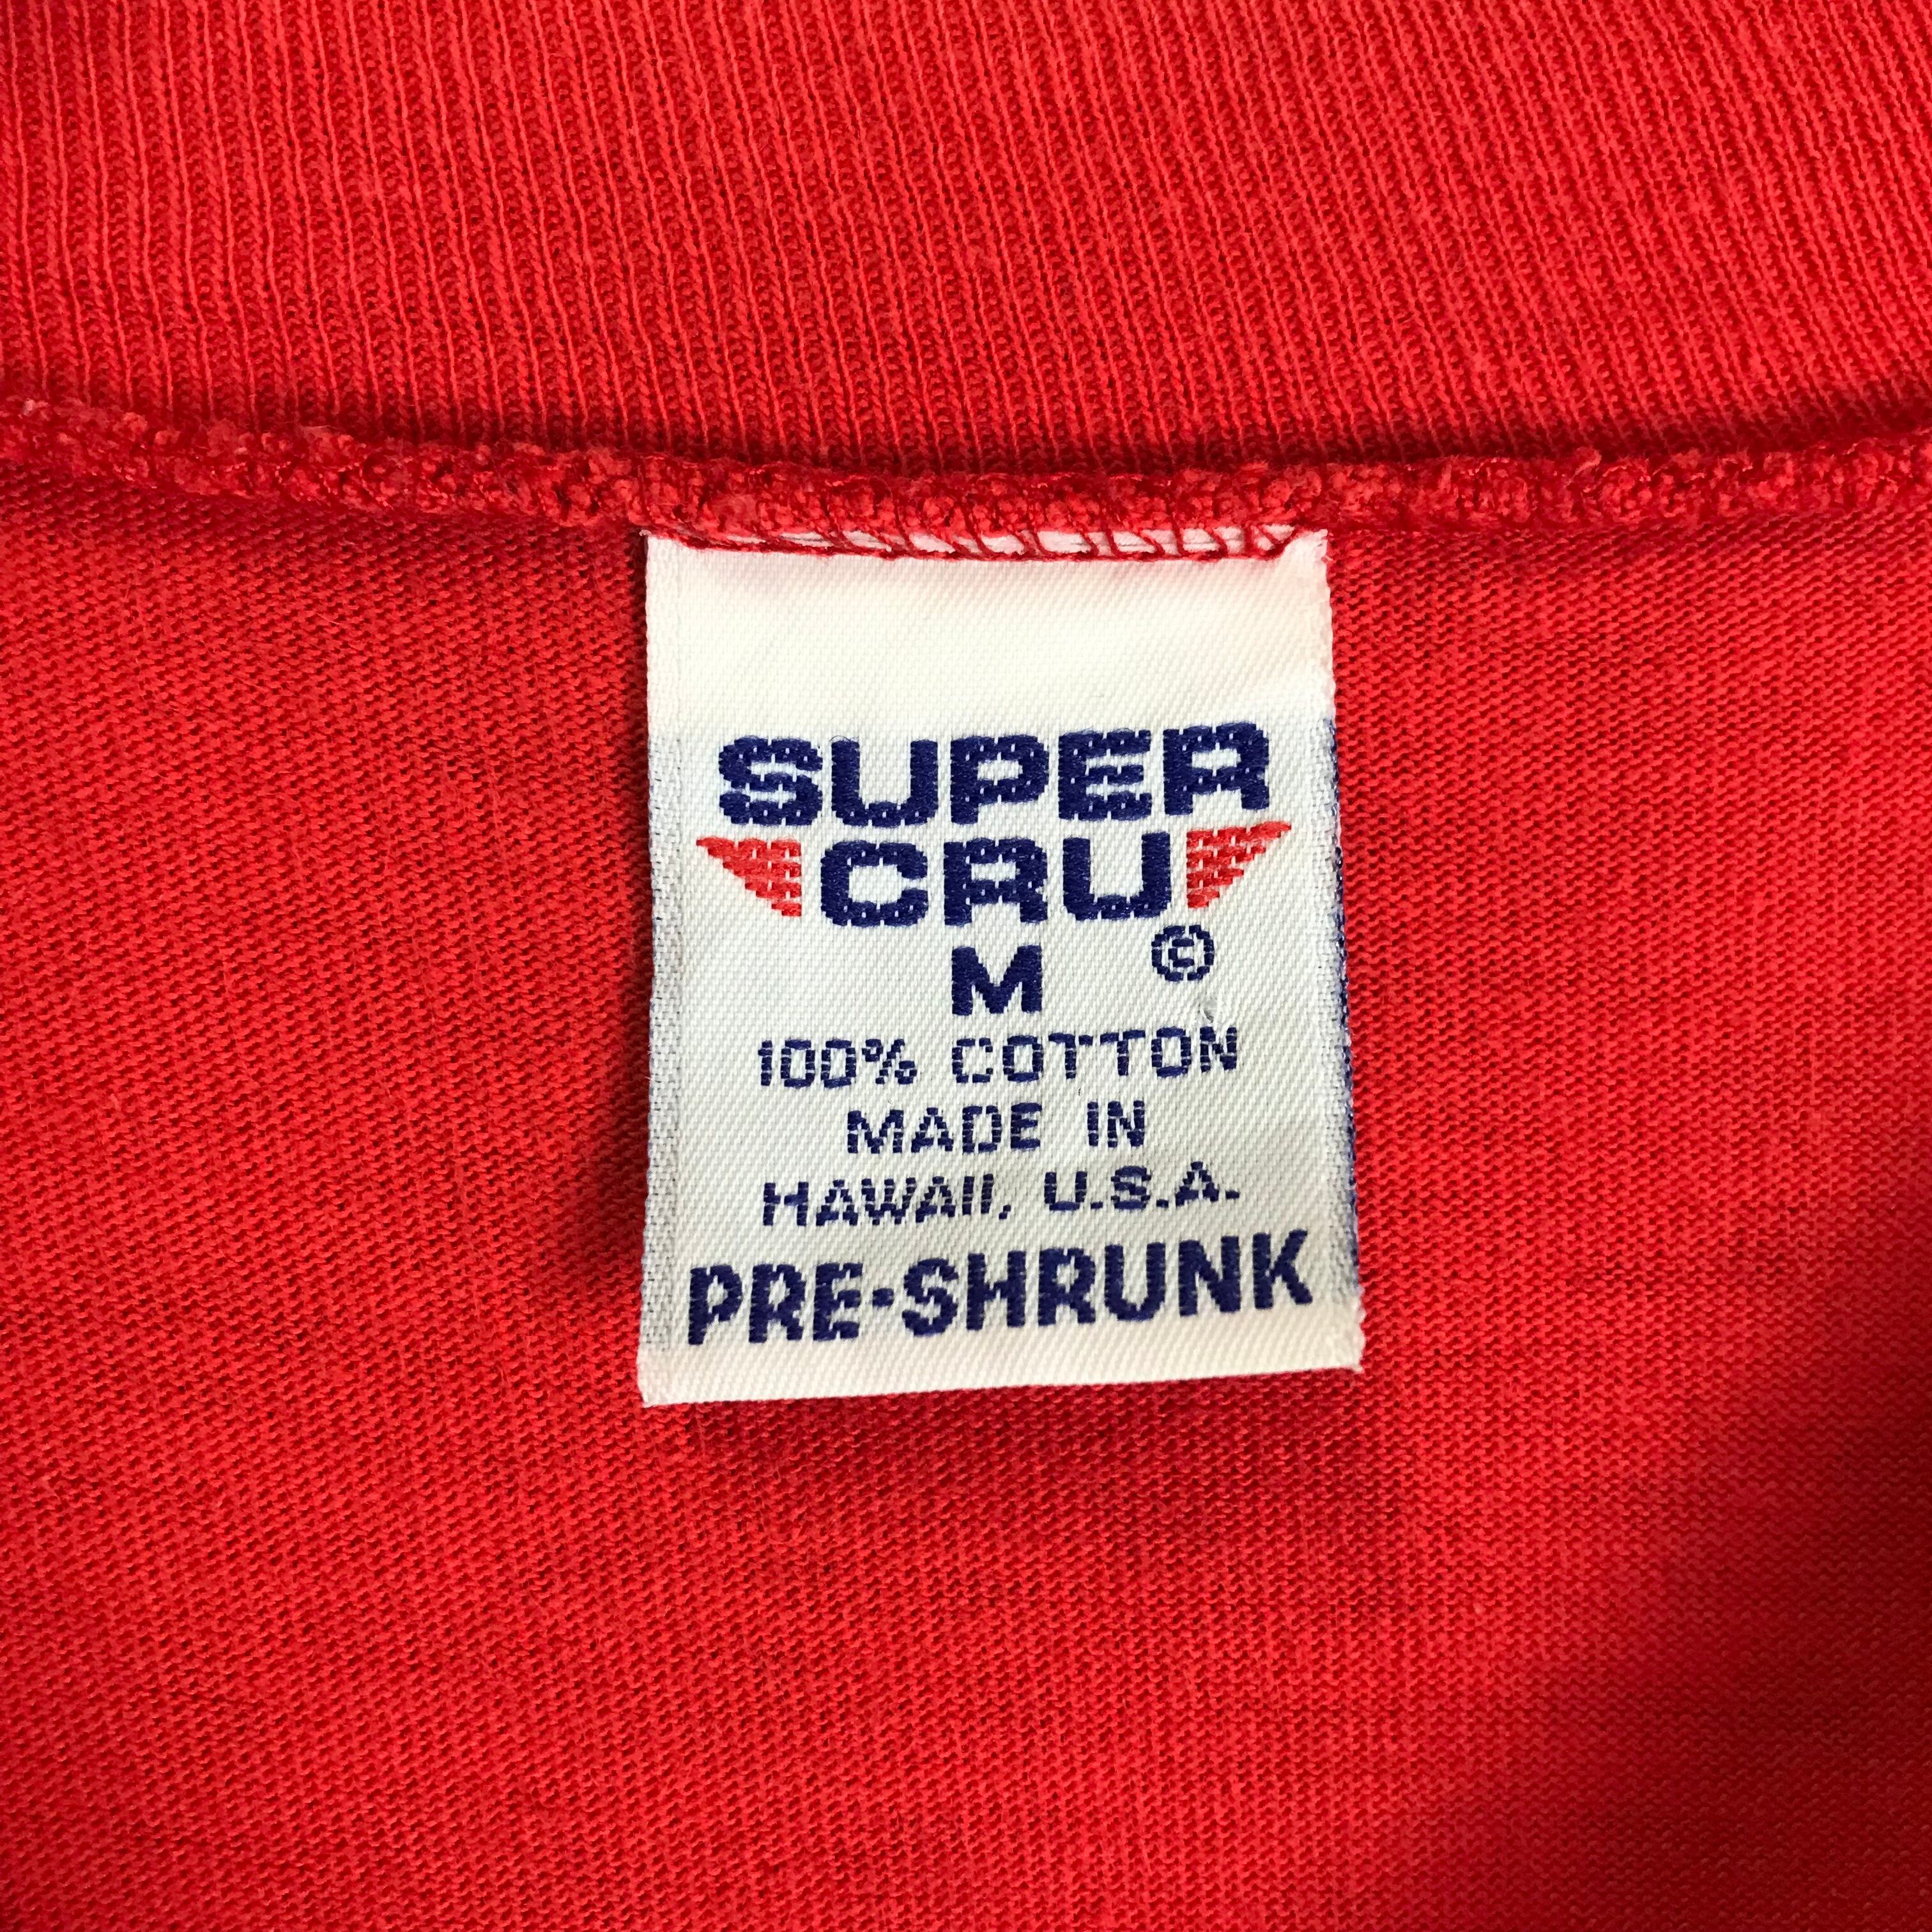 SUPER
CRU
M ©
100% COTTON
MADE IN
HAWAII, U.S.A.
PRE-SHRUNK